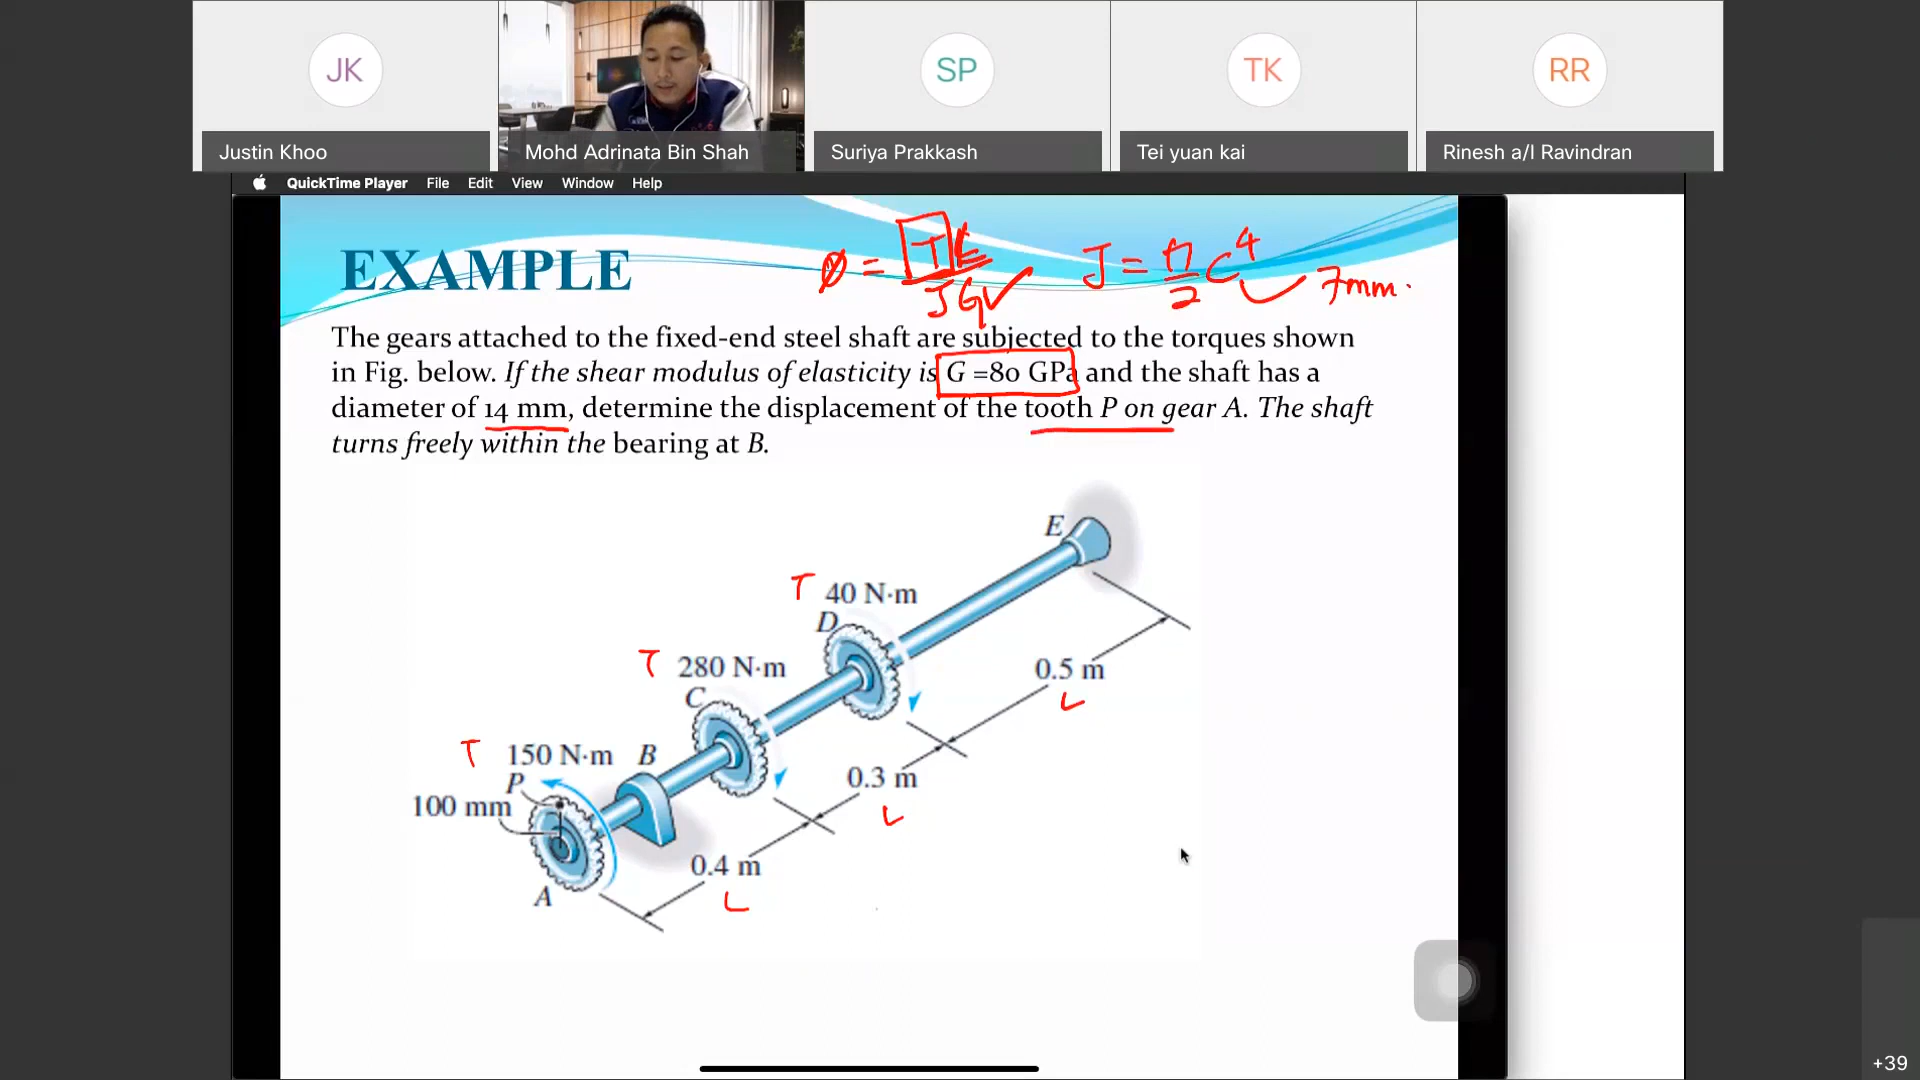 JK
SP
TK
RR
Justin Khoo
Mohd Adrinata Bin Shah
Suriya Prakkash
Tei yuan kai
Rinesh a/l Ravindran
QuickTime Player File Edit View Window Help
EXAMPLE
ø = TL / JG ✓
J = π/2 C⁴
7mm.
The gears attached to the fixed-end steel shaft are subjected to the torques shown
in Fig. below. If the shear modulus of elasticity is G =80 GPa and the shaft has a
diameter of 14 mm, determine the displacement of the tooth P on gear A. The shaft
turns freely within the bearing at B.
E
T 40 N·m
D
T 280 N·m
C
0.5 m
L
T 150 N·m B
P
0.3 m
L
100 mm
0.4 m
L
A
+39